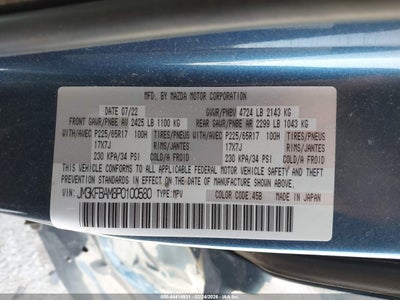 MFD. BY MAZDA MOTOR CORPORATION
DATE 07/22 GVWR/PNBV 4724 LB 2143 KG
FRONT GAWR/PNBE AV 2425 LB 1100 KG REAR GAWR/PNBE AR 2299 LB 1043 KG
WITH/AVEC P225/65R17 100H TIRES/PNEUS WITH/AVEC P225/65R17 100H TIRES/PNEUS
17X7J RIMS/JANTES 17X7J RIMS/JANTES
230 KPA/34 PSI COLD/FROID 230 KPA/34 PSI COLD/FROID
THIS VEHICLE CONFORMS TO ALL APPLICABLE FEDERAL MOTOR VEHICLE
SAFETY STANDARDS IN EFFECT ON THE DATE OF MANUFACTURE SHOWN ABOVE.
VIN: JM3KFBAM8P0100580 TYPE:MPV COLOR CODE:45B MADE IN JAPAN